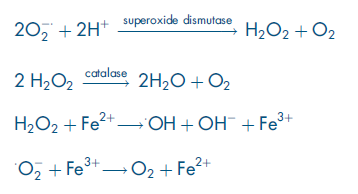 2O₂˙⁻ + 2H⁺ superoxide dismutase → H₂O₂ + O₂
2 H₂O₂ catalase → 2H₂O + O₂
H₂O₂ + Fe²⁺ → ˙OH + OH⁻ + Fe³⁺
˙O₂⁻ + Fe³⁺ → O₂ + Fe²⁺